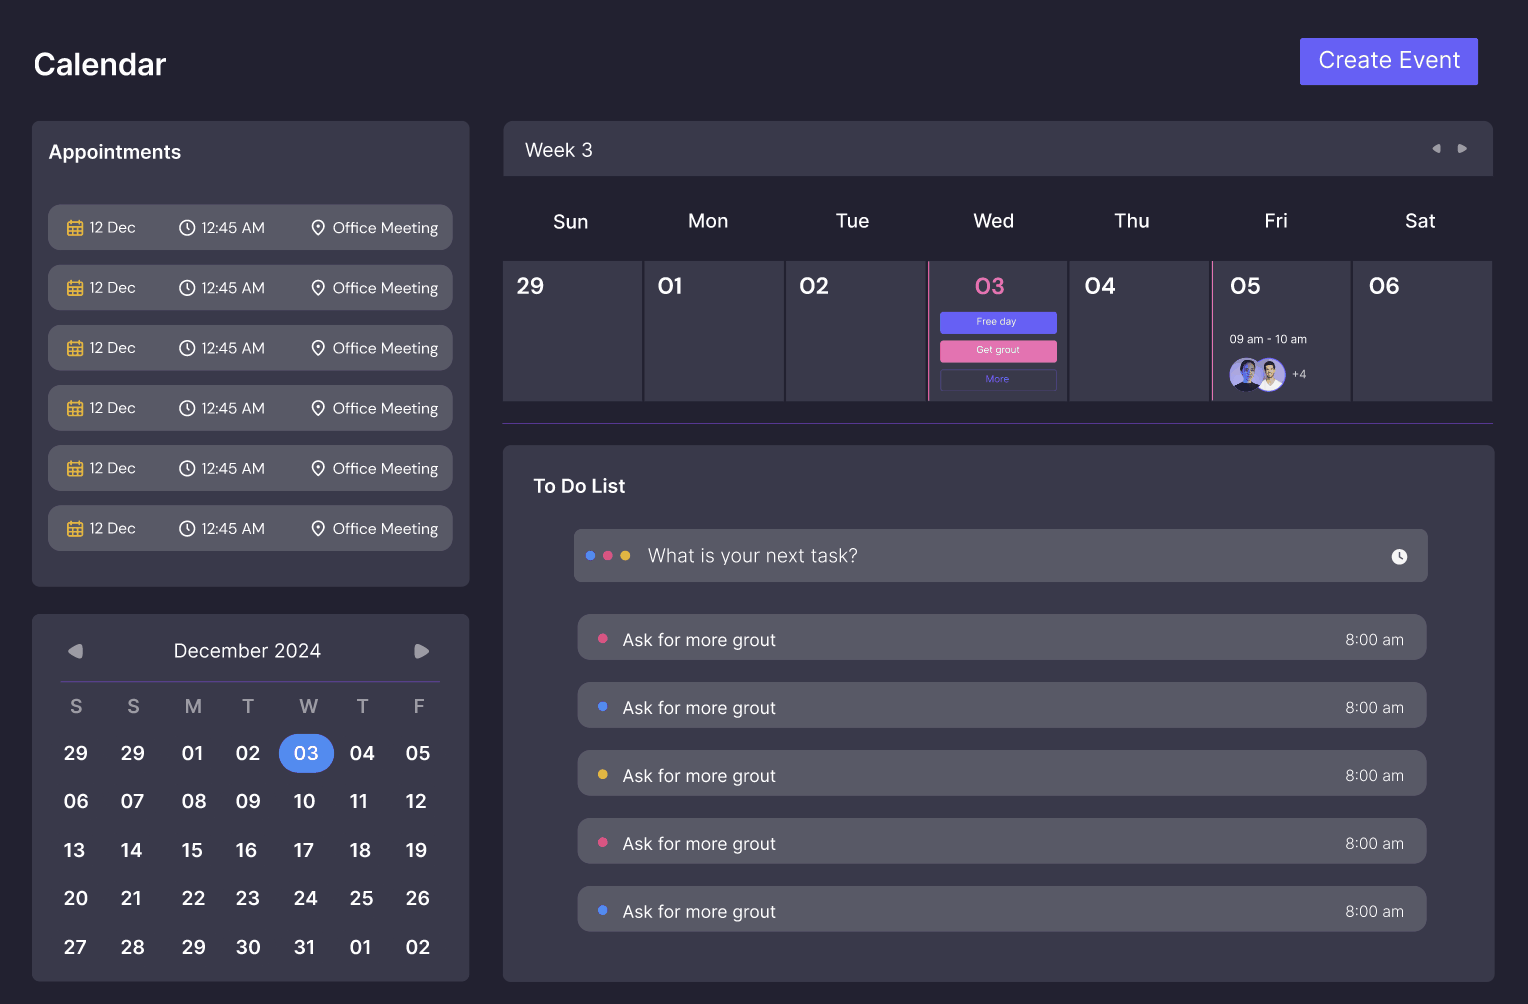 Calendar
Create Event
Appointments
12 Dec 12:45 AM Office Meeting
12 Dec 12:45 AM Office Meeting
12 Dec 12:45 AM Office Meeting
12 Dec 12:45 AM Office Meeting
12 Dec 12:45 AM Office Meeting
12 Dec 12:45 AM Office Meeting
December 2024
S S M T W T F
29 29 01 02 03 04 05
06 07 08 09 10 11 12
13 14 15 16 17 18 19
20 21 22 23 24 25 26
27 28 29 30 31 01 02
Week 3
Sun Mon Tue Wed Thu Fri Sat
29 01 02 03 04 05 06
Free day
Get grout
More
09 am - 10 am
+4
To Do List
What is your next task?
Ask for more grout 8:00 am
Ask for more grout 8:00 am
Ask for more grout 8:00 am
Ask for more grout 8:00 am
Ask for more grout 8:00 am